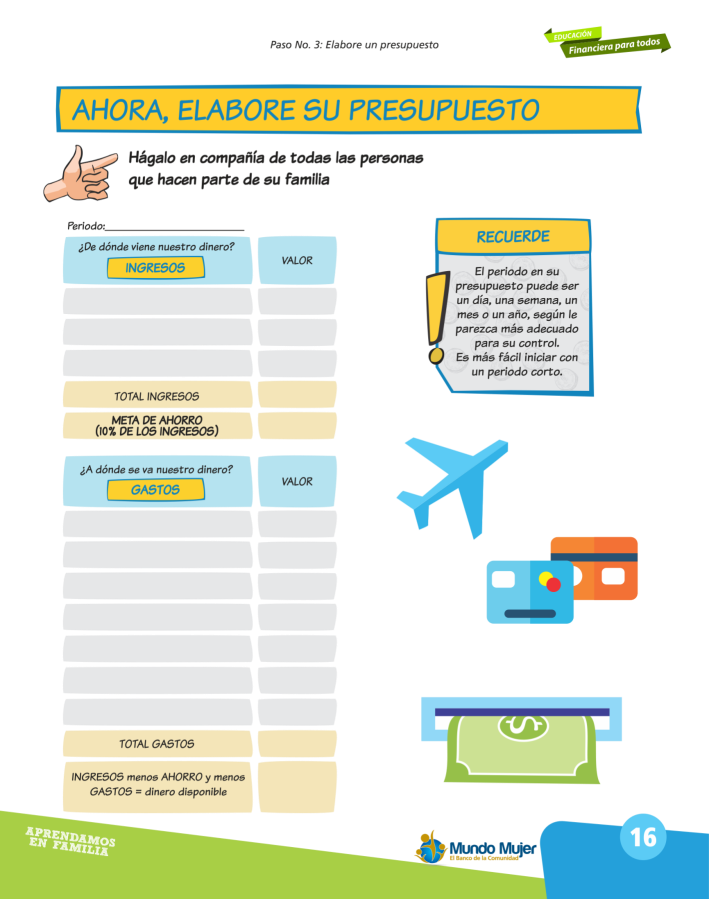 Paso No. 3: Elabore un presupuesto
EDUCACIÓN
Financiera para todos
AHORA, ELABORE SU PRESUPUESTO
Hágalo en compañía de todas las personas
que hacen parte de su familia
Periodo:
¿De dónde viene nuestro dinero?
INGRESOS
VALOR
TOTAL INGRESOS
META DE AHORRO
(10% DE LOS INGRESOS)
RECUERDE
El periodo en su
presupuesto puede ser
un día, una semana, un
mes o un año, según le
parezca más adecuado
para su control.
Es más fácil iniciar con
un periodo corto.
¿A dónde se va nuestro dinero?
GASTOS
VALOR
TOTAL GASTOS
INGRESOS menos AHORRO y menos
GASTOS = dinero disponible
$
APRENDAMOS
EN FAMILIA
Mundo Mujer
El Banco de la Comunidad
16